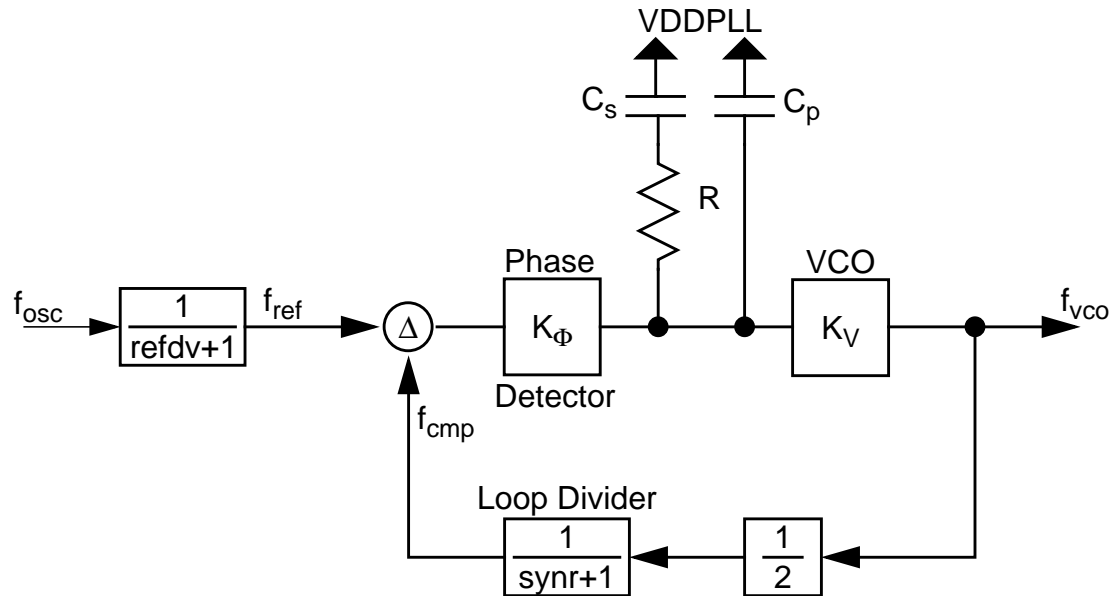 VDDPLL
Cs
Cp
R
Phase
VCO
fosc
1
refdv+1
fref
Δ
KΦ
KV
fvco
Detector
fcmp
Loop Divider
1
synr+1
1
2